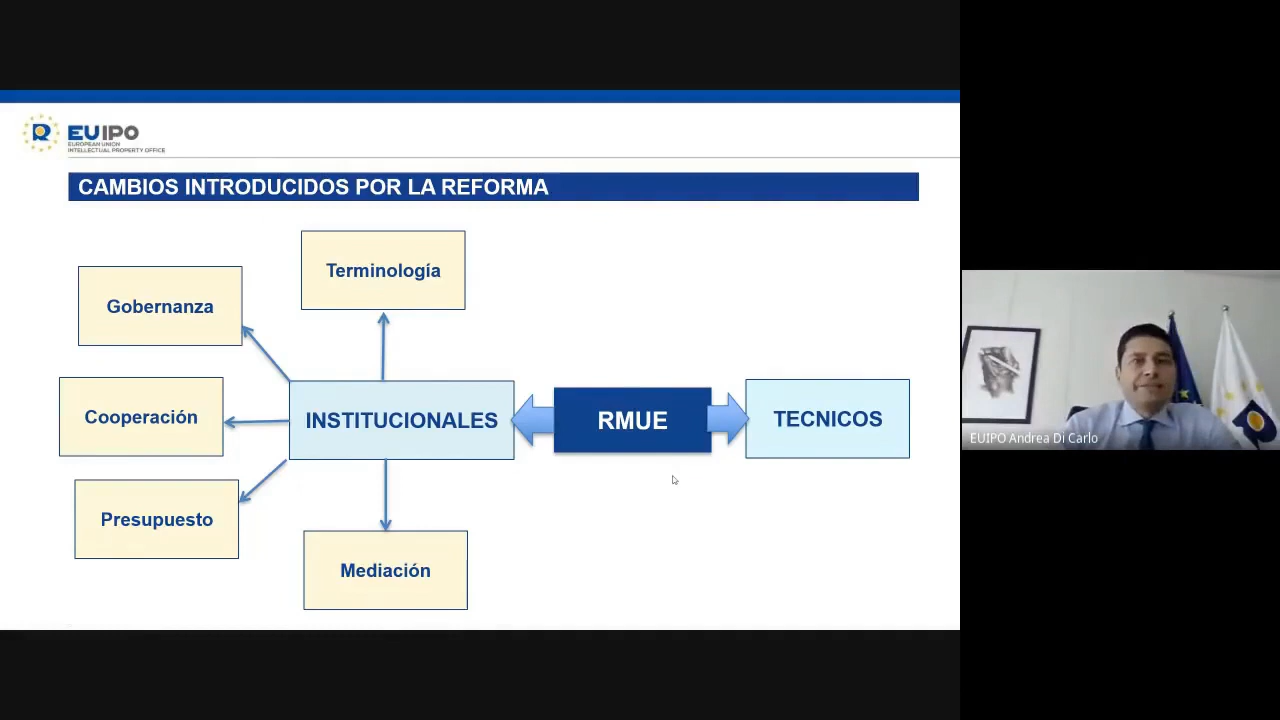 EUIPO
EUROPEAN UNION
INTELLECTUAL PROPERTY OFFICE
CAMBIOS INTRODUCIDOS POR LA REFORMA
Terminología
Gobernanza
Cooperación
INSTITUCIONALES
RMUE
TECNICOS
Presupuesto
Mediación
EUIPO Andrea Di Carlo